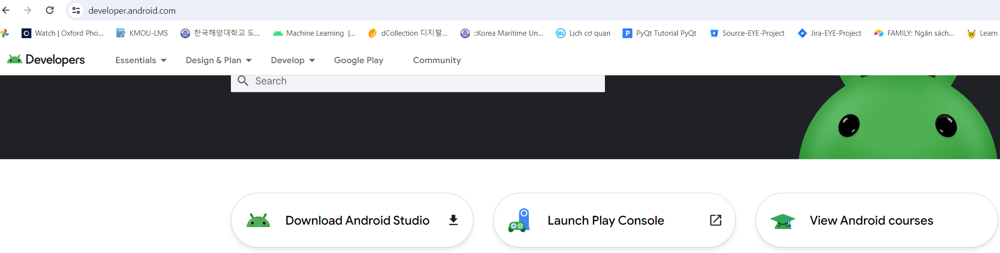 developer.android.com
Watch | Oxford Pho... KMOU-LMS 한국해양대학교 도... Machine Learning |... dCollection 디지털... ::Korea Maritime Un... Lịch cơ quan PyQt Tutorial PyQt Source-EYE-Project Jira-EYE-Project FAMILY: Ngân sách... Learn
Developers Essentials Design & Plan Develop Google Play Community
Search
Download Android Studio Launch Play Console View Android courses